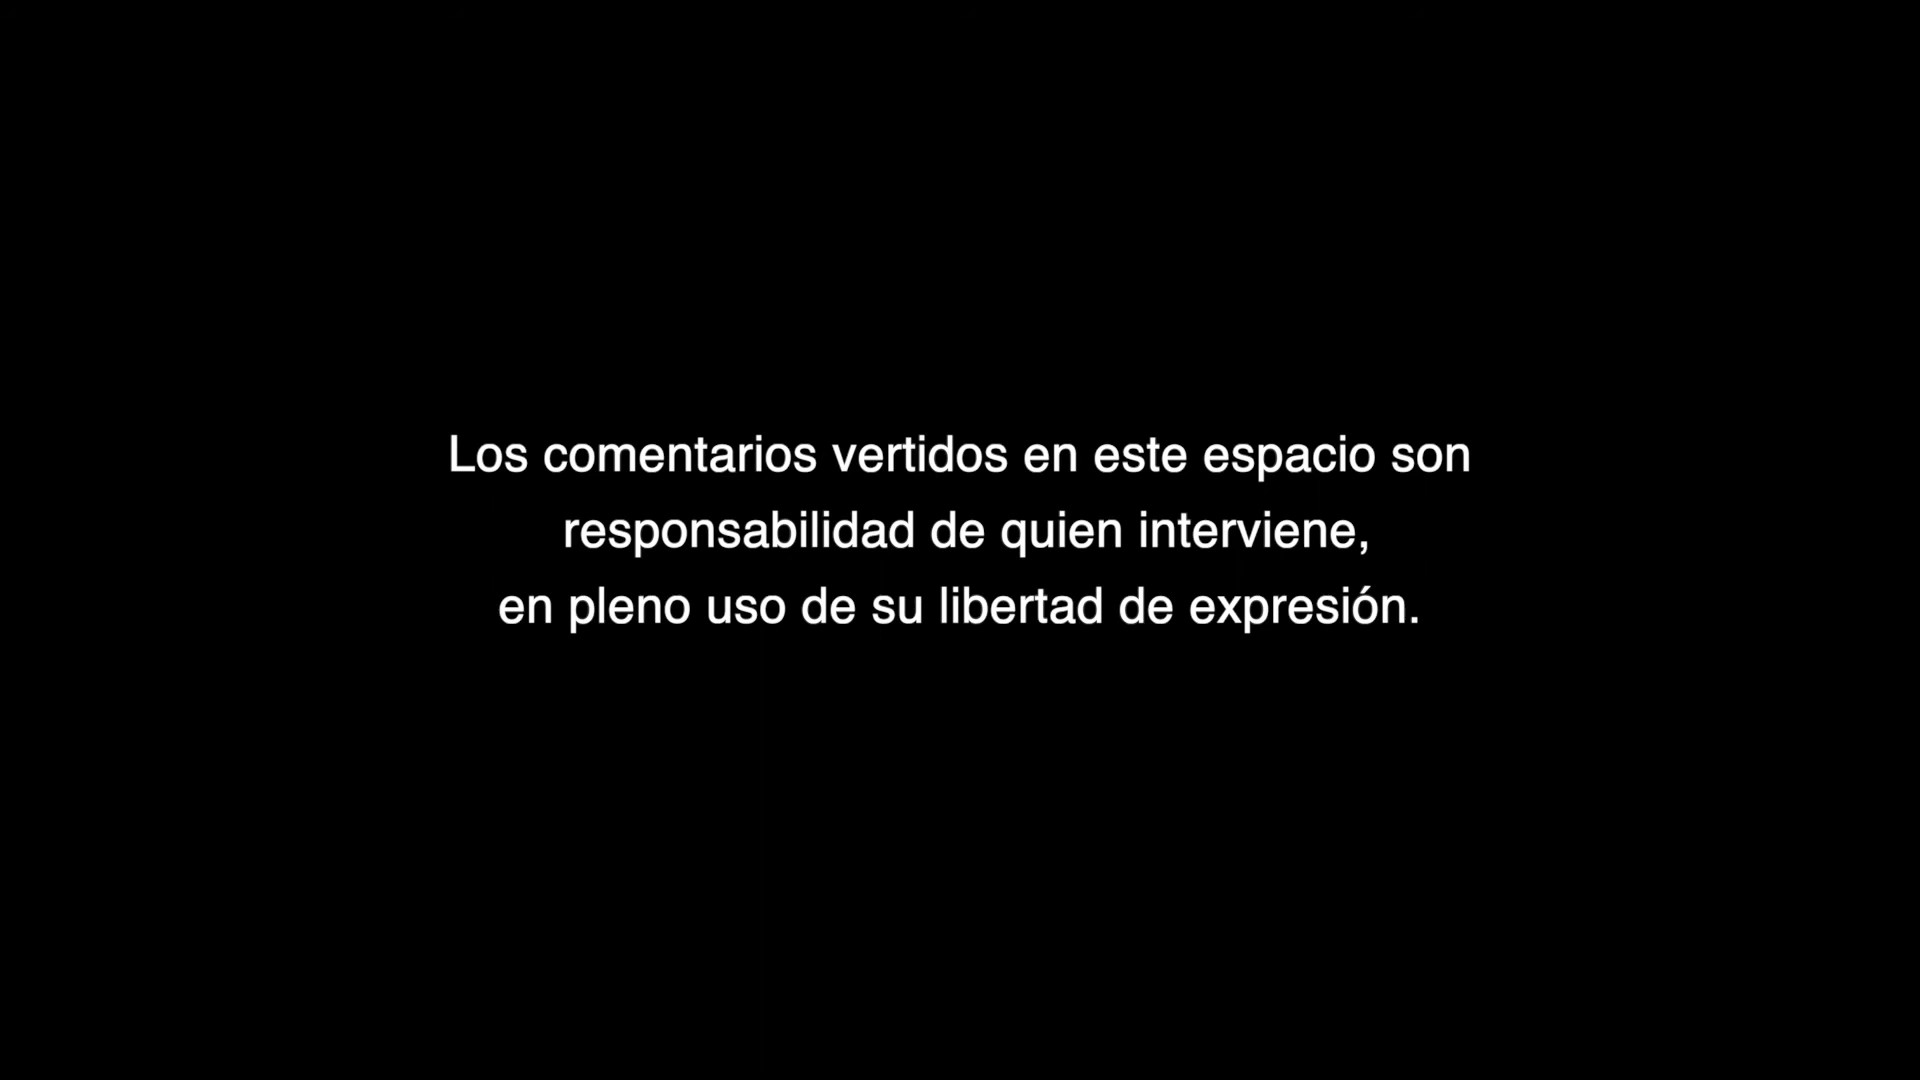 Los comentarios vertidos en este espacio son
responsabilidad de quien interviene,
en pleno uso de su libertad de expresión.